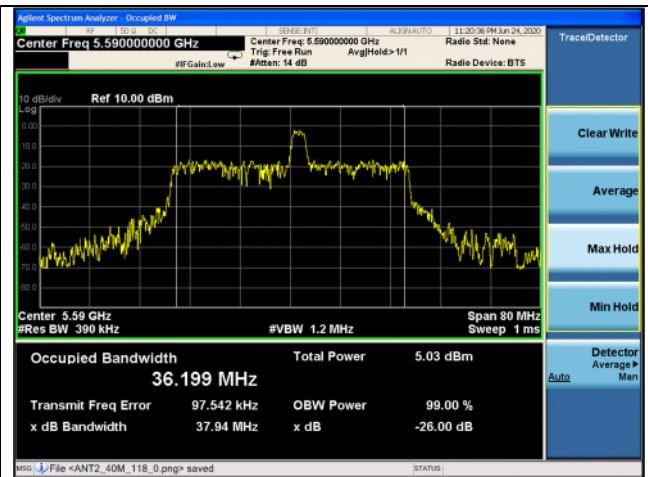 Agilent Spectrum Analyzer - Occupied BW
RF 50 Ω DC SENSE:INT ALIGN AUTO 11:20:36 PM Jun 24, 2020
Center Freq 5.590000000 GHz
Center Freq: 5.590000000 GHz
Radio Std: None
Trig: Free Run Avg|Hold:>1/1
#IFGain:Low #Atten: 14 dB Radio Device: BTS
Trace/Detector
10 dB/div Ref 10.00 dBm
Log
0.00
-10.0
-20.0
-30.0
-40.0
-50.0
-60.0
-70.0
-80.0
Center 5.59 GHz Span 80 MHz
#Res BW 390 kHz #VBW 1.2 MHz Sweep 1 ms
Occupied Bandwidth
36.199 MHz
Total Power 5.03 dBm
Transmit Freq Error 97.542 kHz OBW Power 99.00 %
x dB Bandwidth 37.94 MHz x dB -26.00 dB
Clear Write
Average
Max Hold
Min Hold
Detector
Average▶
Auto Man
MSG File <ANT2_40M_118_0.png> saved STATUS